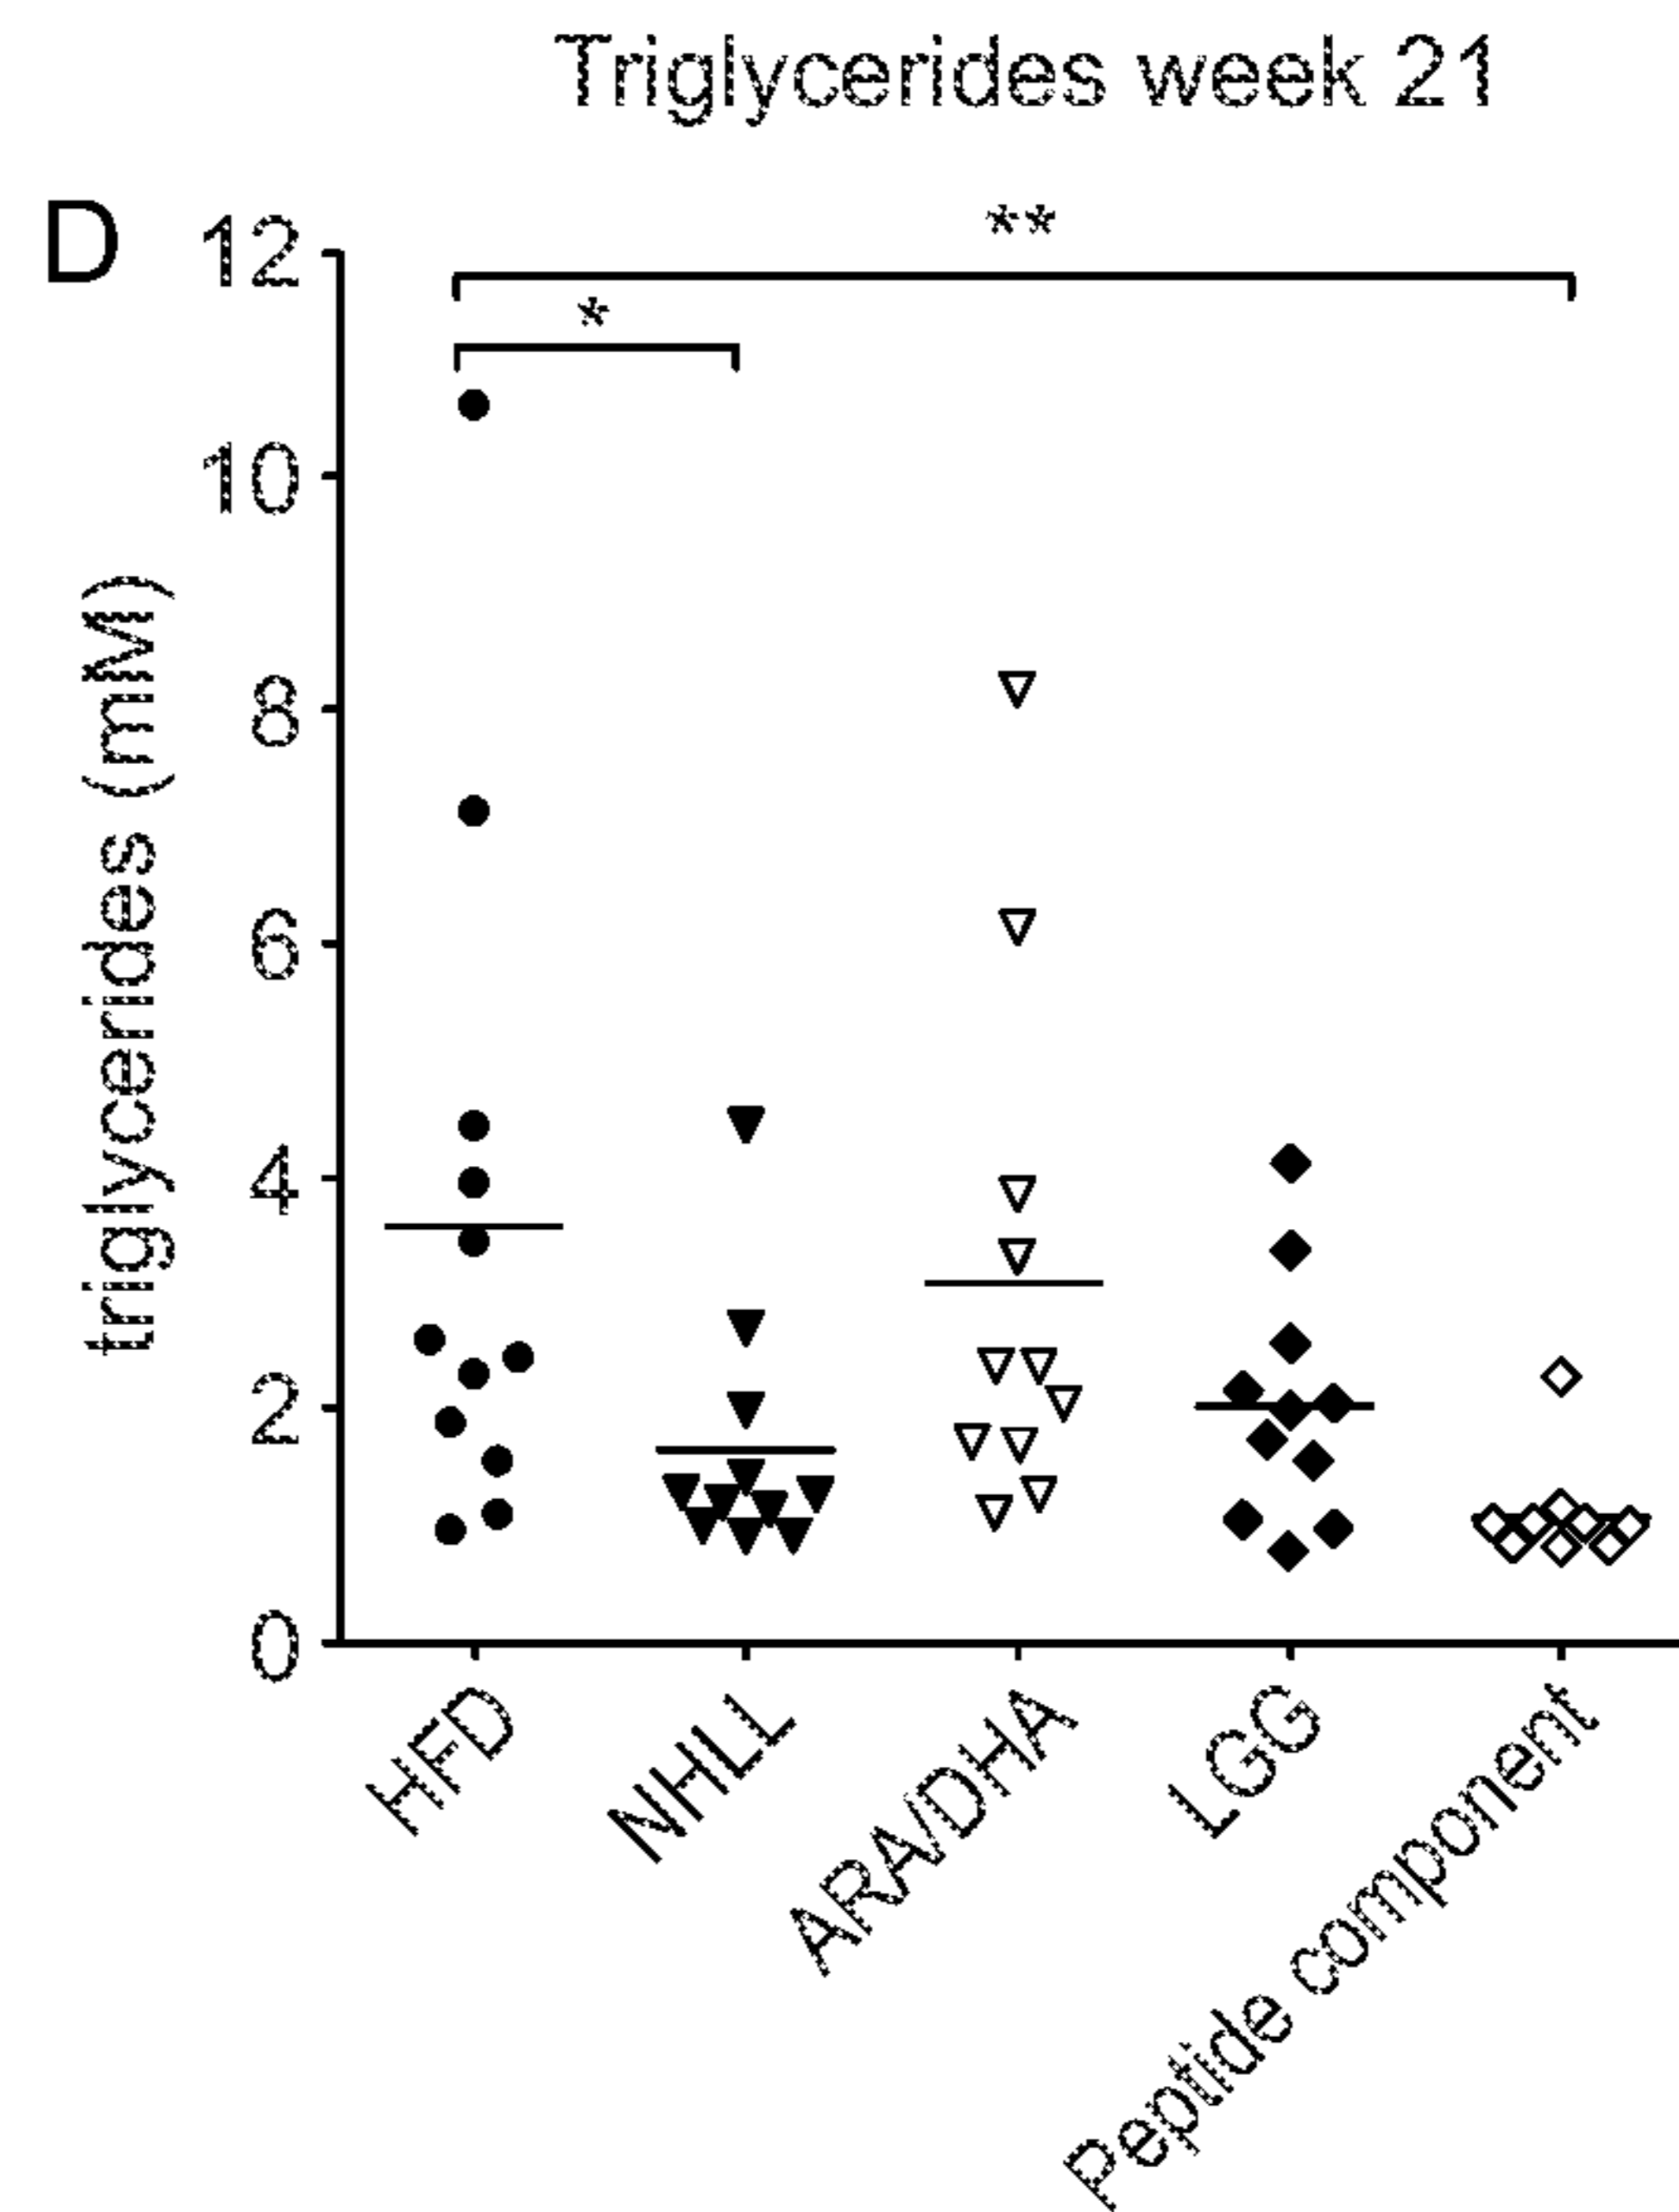 Triglycerides week 21
D
**
*
12
10
8
6
4
2
0
triglycerides (mM)
HFD
NHLL
ARA/DHA
LGG
Peptide component